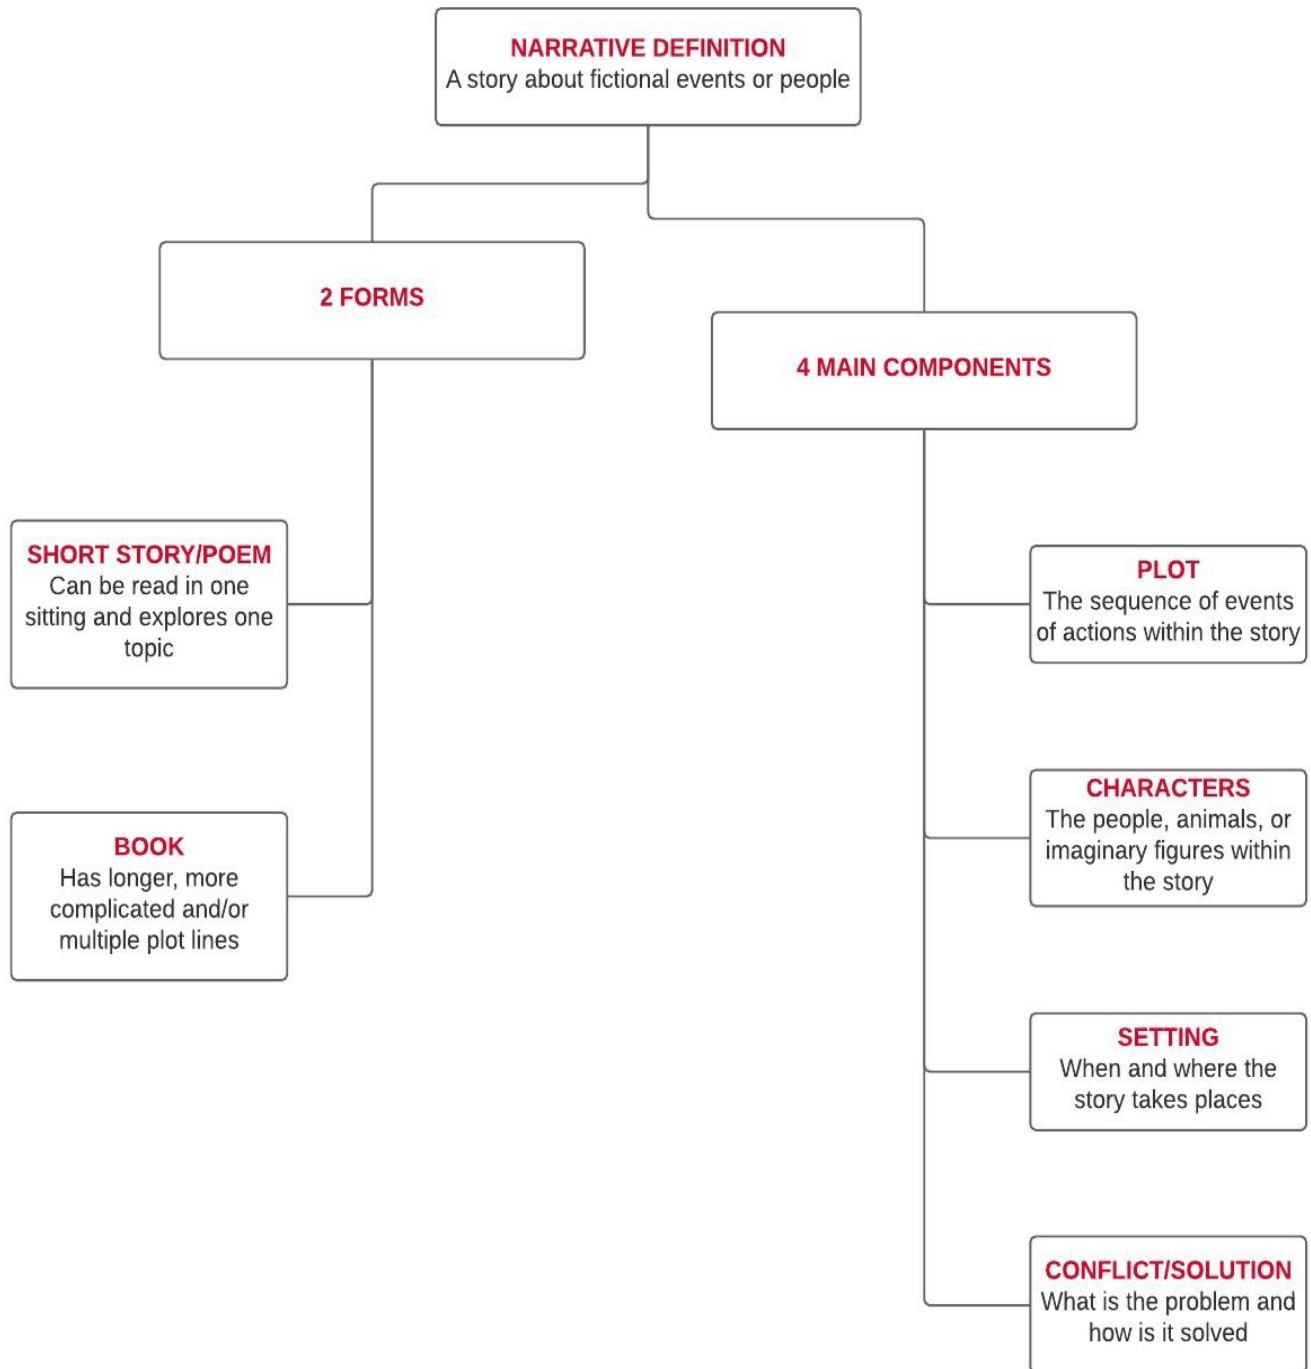 NARRATIVE DEFINITION
A story about fictional events or people
2 FORMS
4 MAIN COMPONENTS
SHORT STORY/POEM
Can be read in one
sitting and explores one
topic
BOOK
Has longer, more
complicated and/or
multiple plot lines
PLOT
The sequence of events
of actions within the story
CHARACTERS
The people, animals, or
imaginary figures within
the story
SETTING
When and where the
story takes places
CONFLICT/SOLUTION
What is the problem and
how is it solved